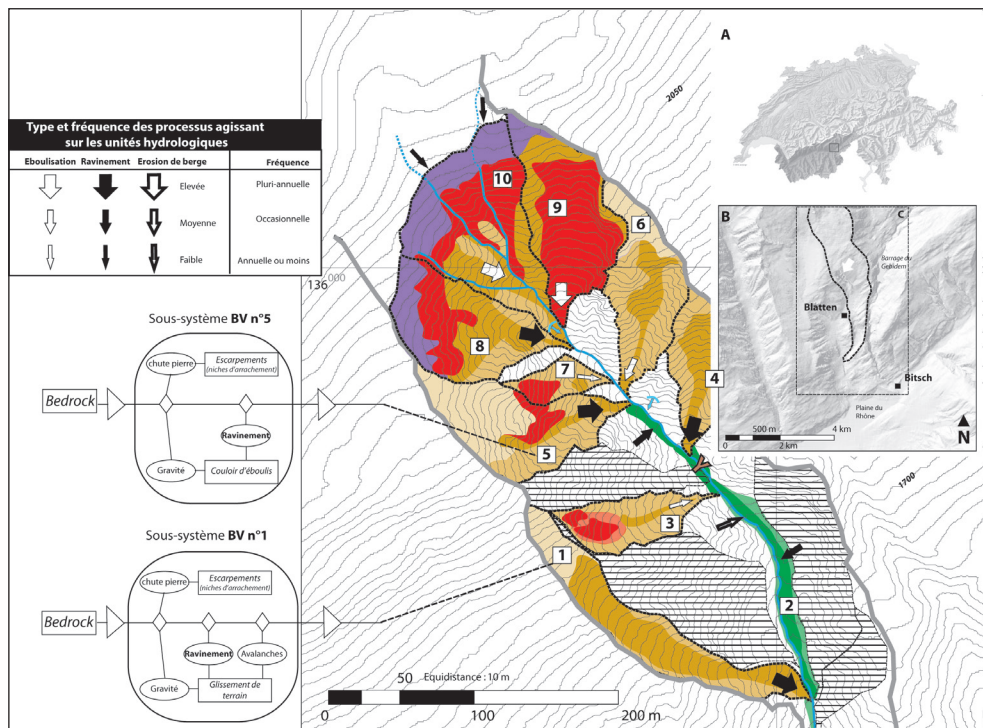 Type et fréquence des processus agissant
sur les unités hydrologiques
Eboulisation Ravinement Erosion de berge Fréquence
Elevée Pluri-annuelle
Moyenne Occasionnelle
Faible Annuelle ou moins
Sous-système BV n°5
chute pierre
Escarpements
(niches d'arrachement)
Bedrock
Ravinement
Gravité
Couloir d'éboulis
Sous-système BV n°1
chute pierre
Escarpements
(niches d'arrachement)
Bedrock
Ravinement
Avalanches
Gravité
Glissement de
terrain
136 000
2050
10
9
6
8
7
4
5
3
1
2
1700
50 Equidistance : 10 m
0 100 200 m
A
B
C
Barrage du
Gebidem
Blatten
Bitsch
Plaine du
Rhône
0 500 m 4 km
2 km
N